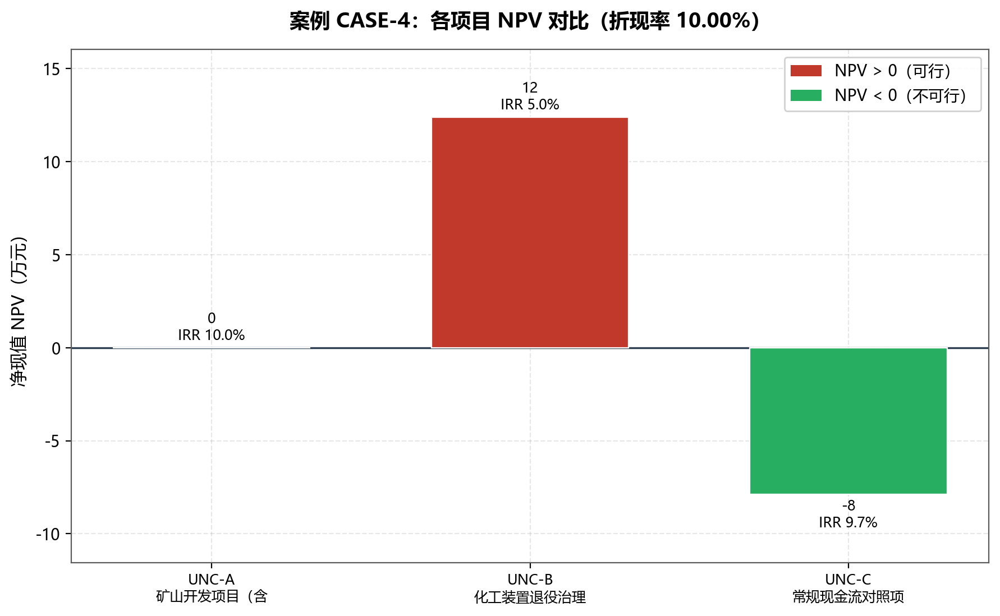 案例 CASE-4：各项目 NPV 对比（折现率 10.00%）
净现值 NPV（万元）
15
10
5
0
-5
-10
NPV > 0（可行）
NPV < 0（不可行）
0
IRR 10.0%
12
IRR 5.0%
-8
IRR 9.7%
UNC-A
矿山开发项目（含
UNC-B
化工装置退役治理
UNC-C
常规现金流对照项